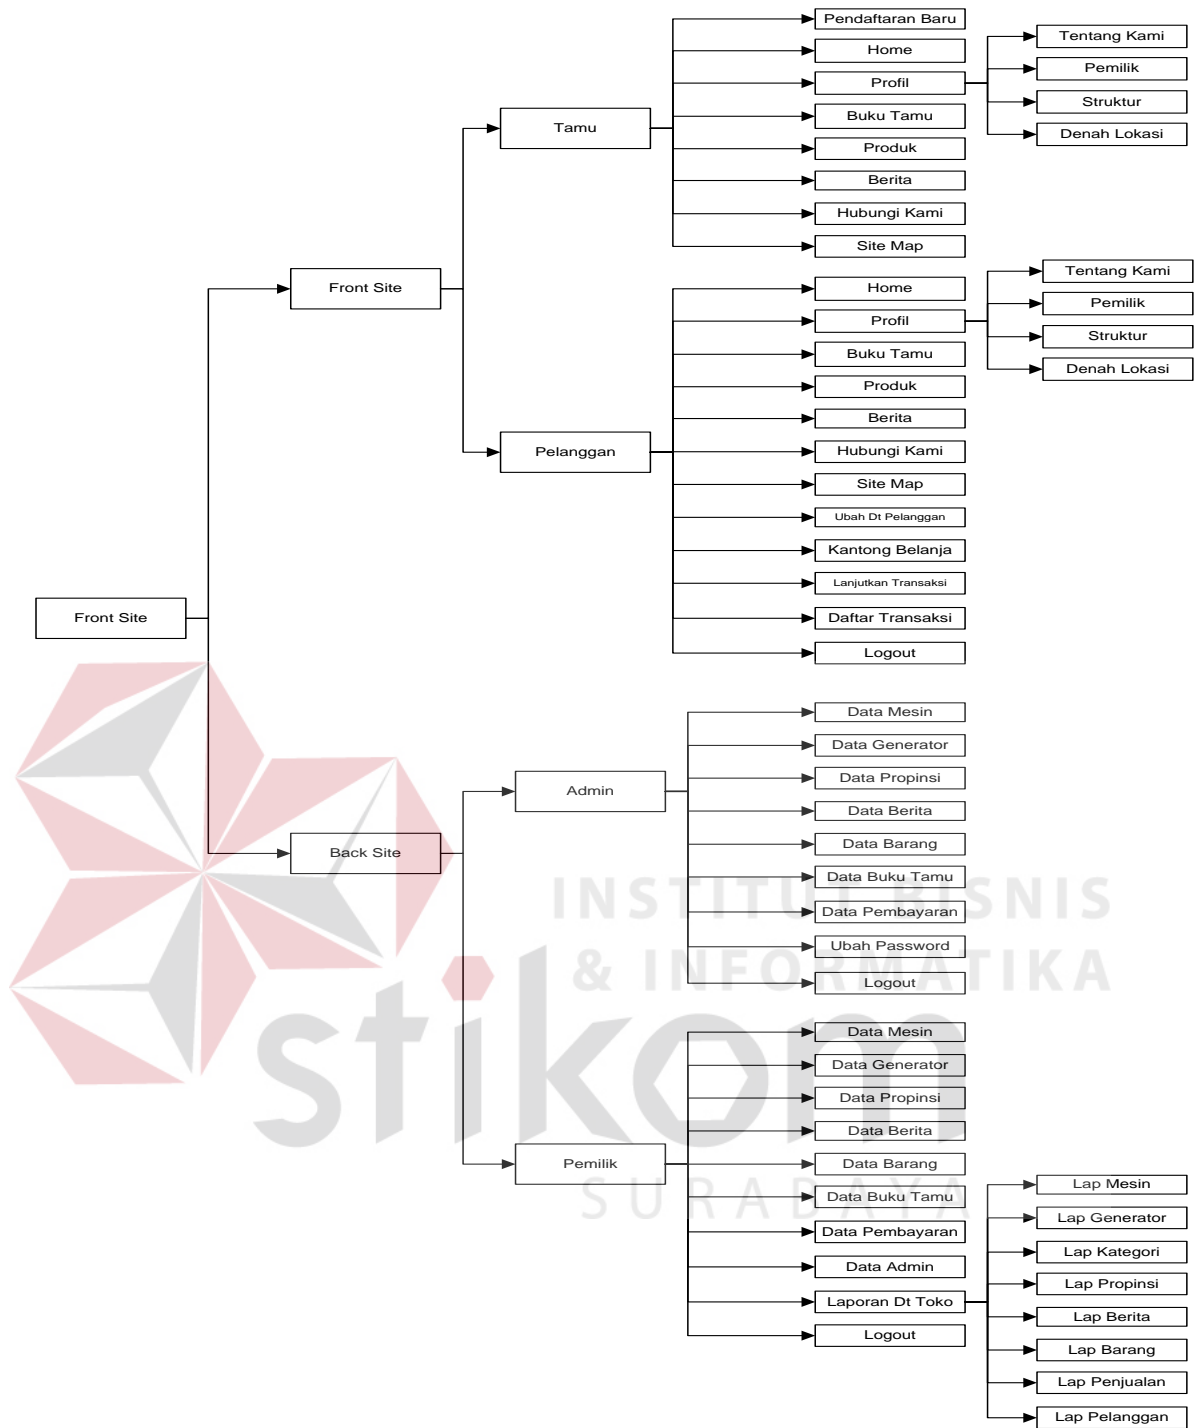 Front Site
Front Site
Tamu
Pendaftaran Baru
Home
Profil
Tentang Kami
Pemilik
Struktur
Denah Lokasi
Buku Tamu
Produk
Berita
Hubungi Kami
Site Map
Pelanggan
Home
Profil
Tentang Kami
Pemilik
Struktur
Denah Lokasi
Buku Tamu
Produk
Berita
Hubungi Kami
Site Map
Ubah Dt Pelanggan
Kantong Belanja
Lanjutkan Transaksi
Daftar Transaksi
Logout
Back Site
Admin
Data Mesin
Data Generator
Data Propinsi
Data Berita
Data Barang
Data Buku Tamu
Data Pembayaran
Ubah Password
Logout
Pemilik
Data Mesin
Data Generator
Data Propinsi
Data Berita
Data Barang
Data Buku Tamu
Data Pembayaran
Data Admin
Laporan Dt Toko
Lap Mesin
Lap Generator
Lap Kategori
Lap Propinsi
Lap Berita
Lap Barang
Lap Penjualan
Lap Pelanggan
Logout
INSTITUT BISNIS
& INFORMATIKA
stikom
SURABAYA